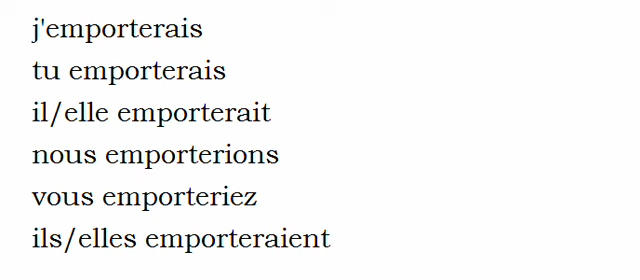 j'emporterais
tu emporterais
il/elle emporterait
nous emporterions
vous emporteriez
ils/elles emporteraient